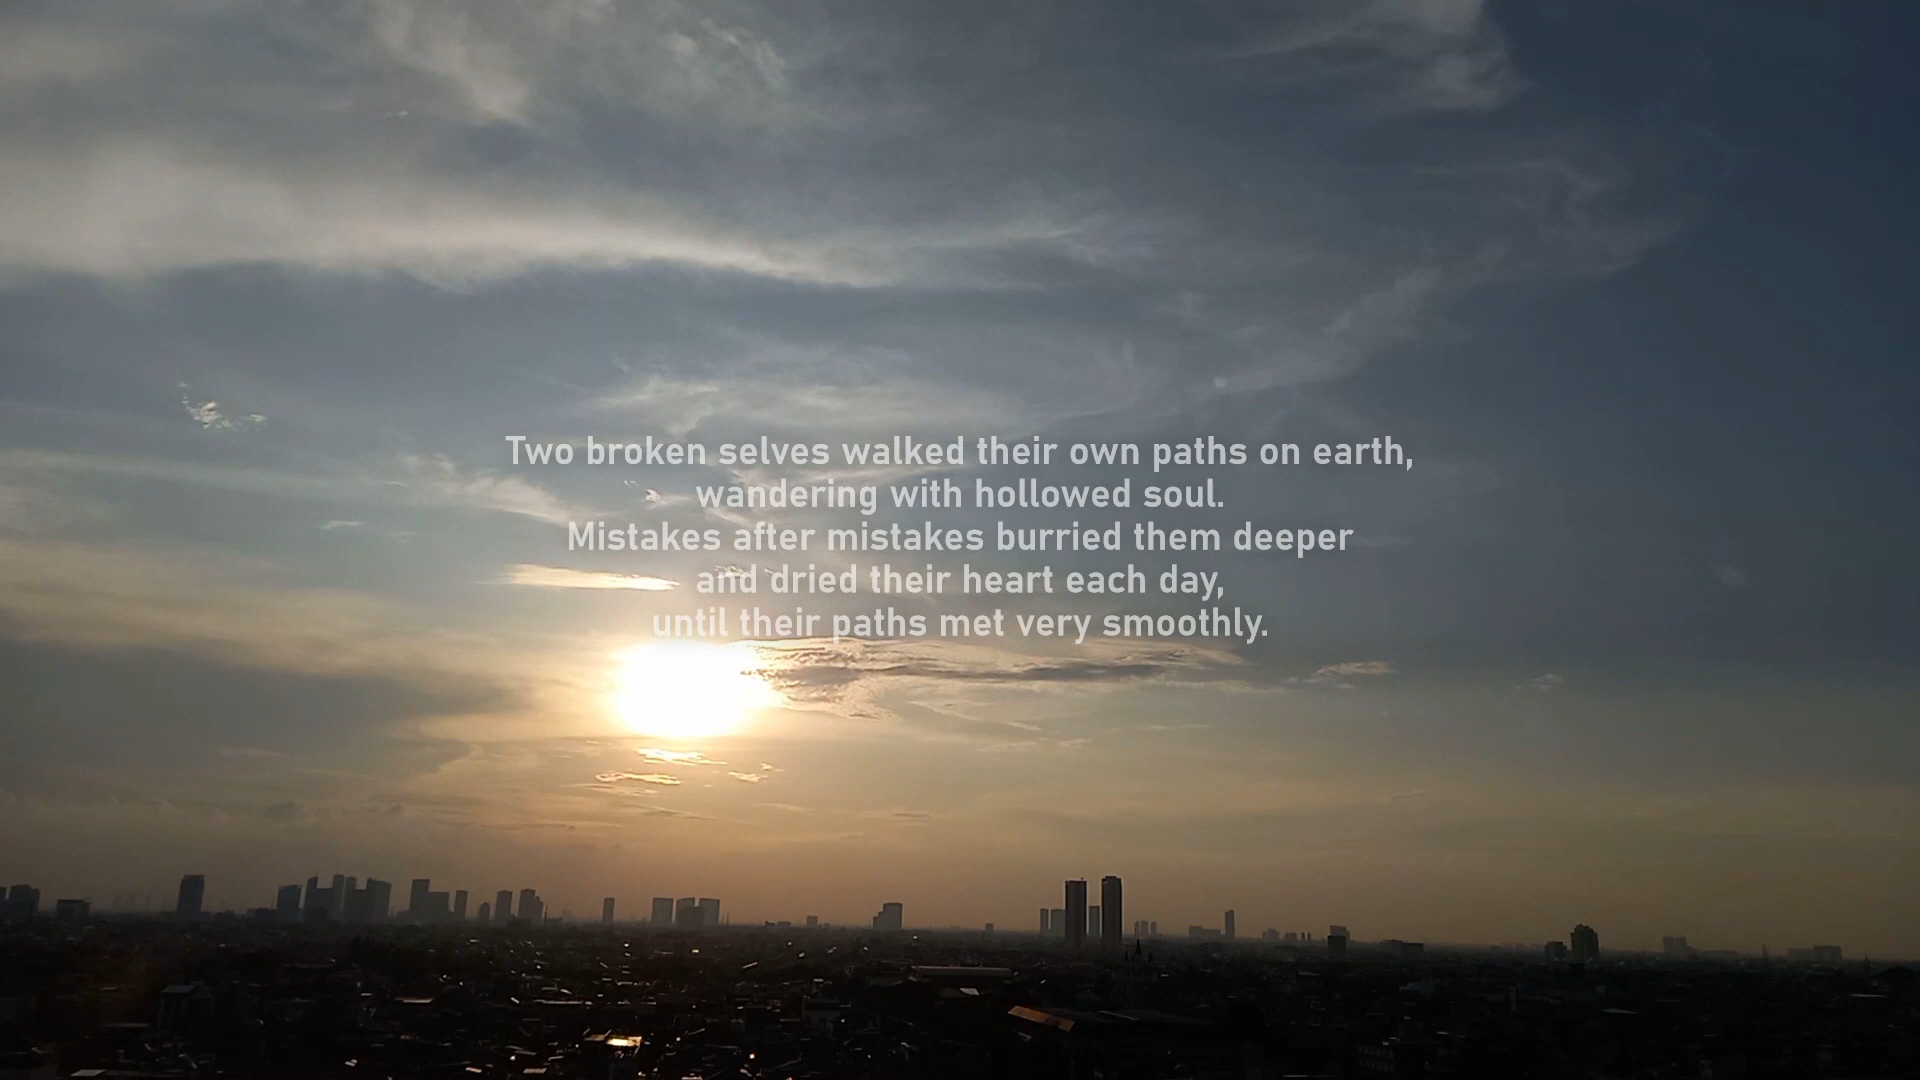 Two broken selves walked their own paths on earth,
wandering with hollowed soul.
Mistakes after mistakes burried them deeper
and dried their heart each day,
until their paths met very smoothly.